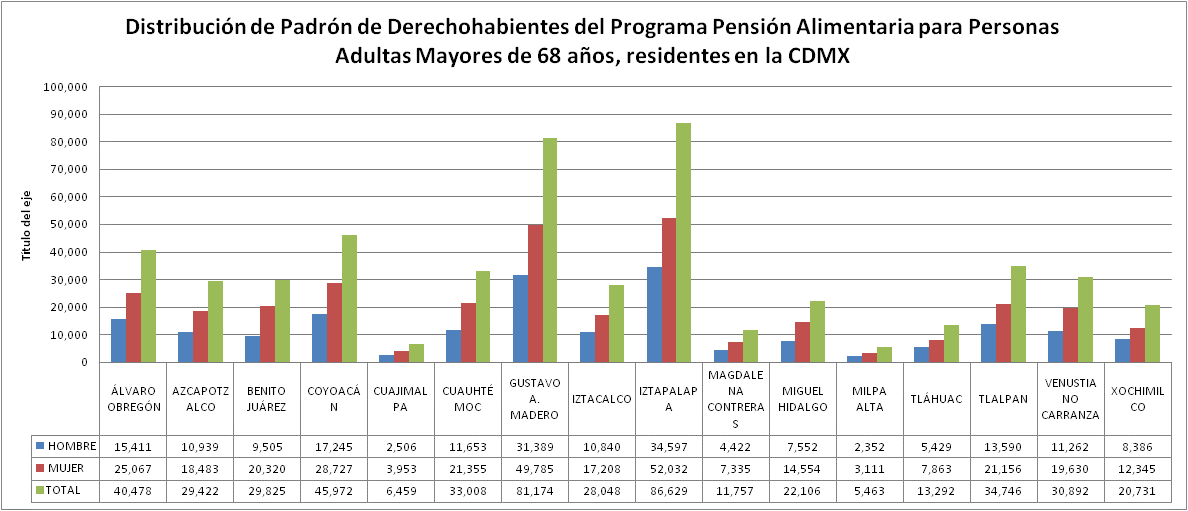 Distribución de Padrón de Derechohabientes del Programa Pensión Alimentaria para Personas
Adultas Mayores de 68 años, residentes en la CDMX
Título del eje
100,000
90,000
80,000
70,000
60,000
50,000
40,000
30,000
20,000
10,000
0
ÁLVARO
OBREGÓN
AZCAPOTZ
ALCO
BENITO
JUÁREZ
COYOACÁ
N
CUAJIMAL
PA
CUAUHTÉ
MOC
GUSTAVO
A. MADERO
IZTACALCO
IZTAPALAP
A
MAGDALE
NA
CONTRERA
S
MIGUEL
HIDALGO
MILPA
ALTA
TLÁHUAC
TLALPAN
VENUSTIA
NO
CARRANZA
XOCHIMIL
CO
HOMBRE 15,411 10,939 9,505 17,245 2,506 11,653 31,389 10,840 34,597 4,422 7,552 2,352 5,429 13,590 11,262 8,386
MUJER 25,067 18,483 20,320 28,727 3,953 21,355 49,785 17,208 52,032 7,335 14,554 3,111 7,863 21,156 19,630 12,345
TOTAL 40,478 29,422 29,825 45,972 6,459 33,008 81,174 28,048 86,629 11,757 22,106 5,463 13,292 34,746 30,892 20,731